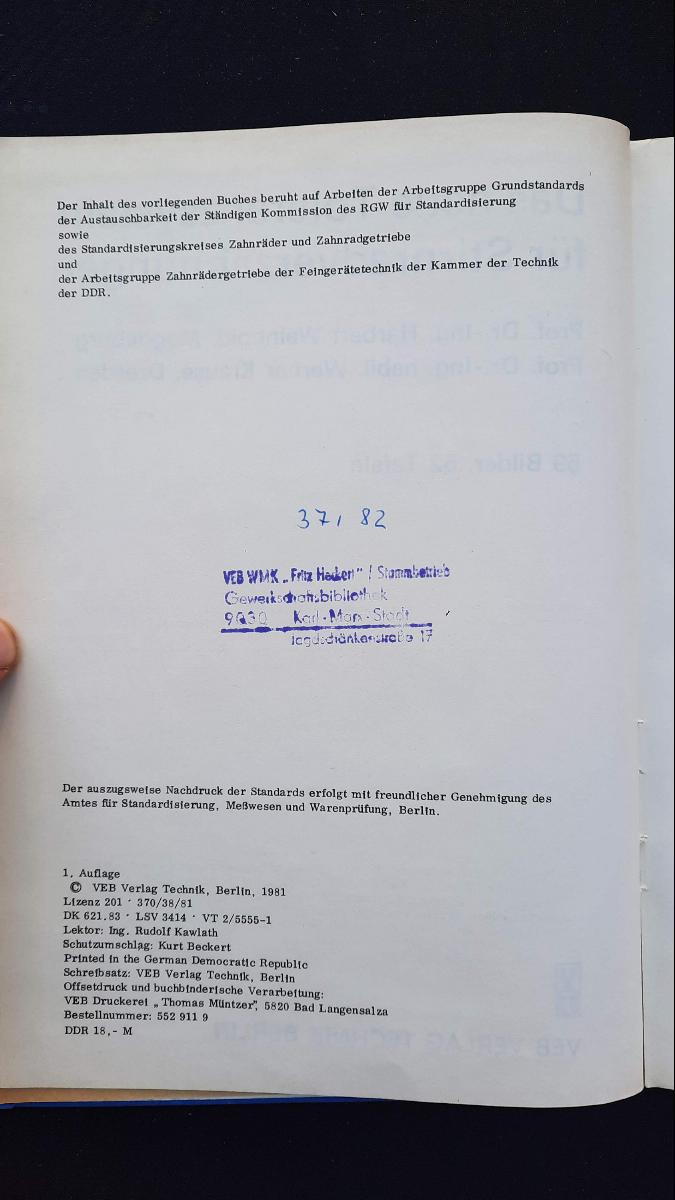 Der Inhalt des vorliegenden Buches beruht auf Arbeiten der Arbeitsgruppe Grundstandards
der Austauschbarkeit der Ständigen Kommission des RGW für Standardisierung
sowie
des Standardisierungskreises Zahnräder und Zahnradgetriebe
und
der Arbeitsgruppe Zahnrädergetriebe der Feingerätetechnik der Kammer der Technik
der DDR.
37, 82
VEB WMK „Fritz Heckert" / Stammbetrieb
Gewerkschaftsbibliothek
9030 Karl-Marx-Stadt
Jagdschänkenstraße 17
Der auszugsweise Nachdruck der Standards erfolgt mit freundlicher Genehmigung des
Amtes für Standardisierung, Meßwesen und Warenprüfung, Berlin.
1. Auflage
© VEB Verlag Technik, Berlin, 1981
Lizenz 201 · 370/38/81
DK 621.83 · LSV 3414 · VT 2/5555-1
Lektor: Ing. Rudolf Kawlath
Schutzumschlag: Kurt Beckert
Printed in the German Democratic Republic
Schreibsatz: VEB Verlag Technik, Berlin
Offsetdruck und buchbinderische Verarbeitung:
VEB Druckerei „Thomas Müntzer", 5820 Bad Langensalza
Bestellnummer: 552 911 9
DDR 18,- M